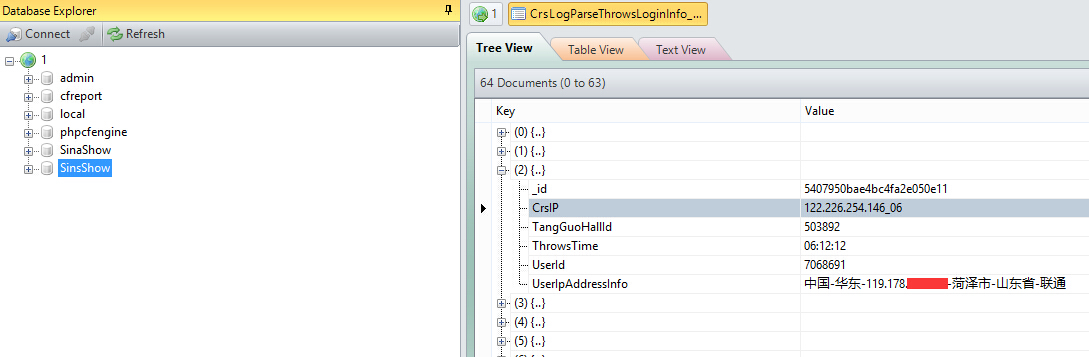 Database Explorer
Connect Refresh
1
admin
cfreport
local
phpcfengine
SinaShow
SinsShow
1 CrsLogParseThrowsLoginInfo_...
Tree View Table View Text View
64 Documents (0 to 63)
Key Value
(0) {..}
(1) {..}
(2) {..}
_id 5407950bae4bc4fa2e050e11
CrsIP 122.226.254.146_06
TangGuoHallId 503892
ThrowsTime 06:12:12
UserId 7068691
UserIpAddressInfo 中国-华东-119.178.-菏泽市-山东省-联通
(3) {..}
(4) {..}
(5) {..}